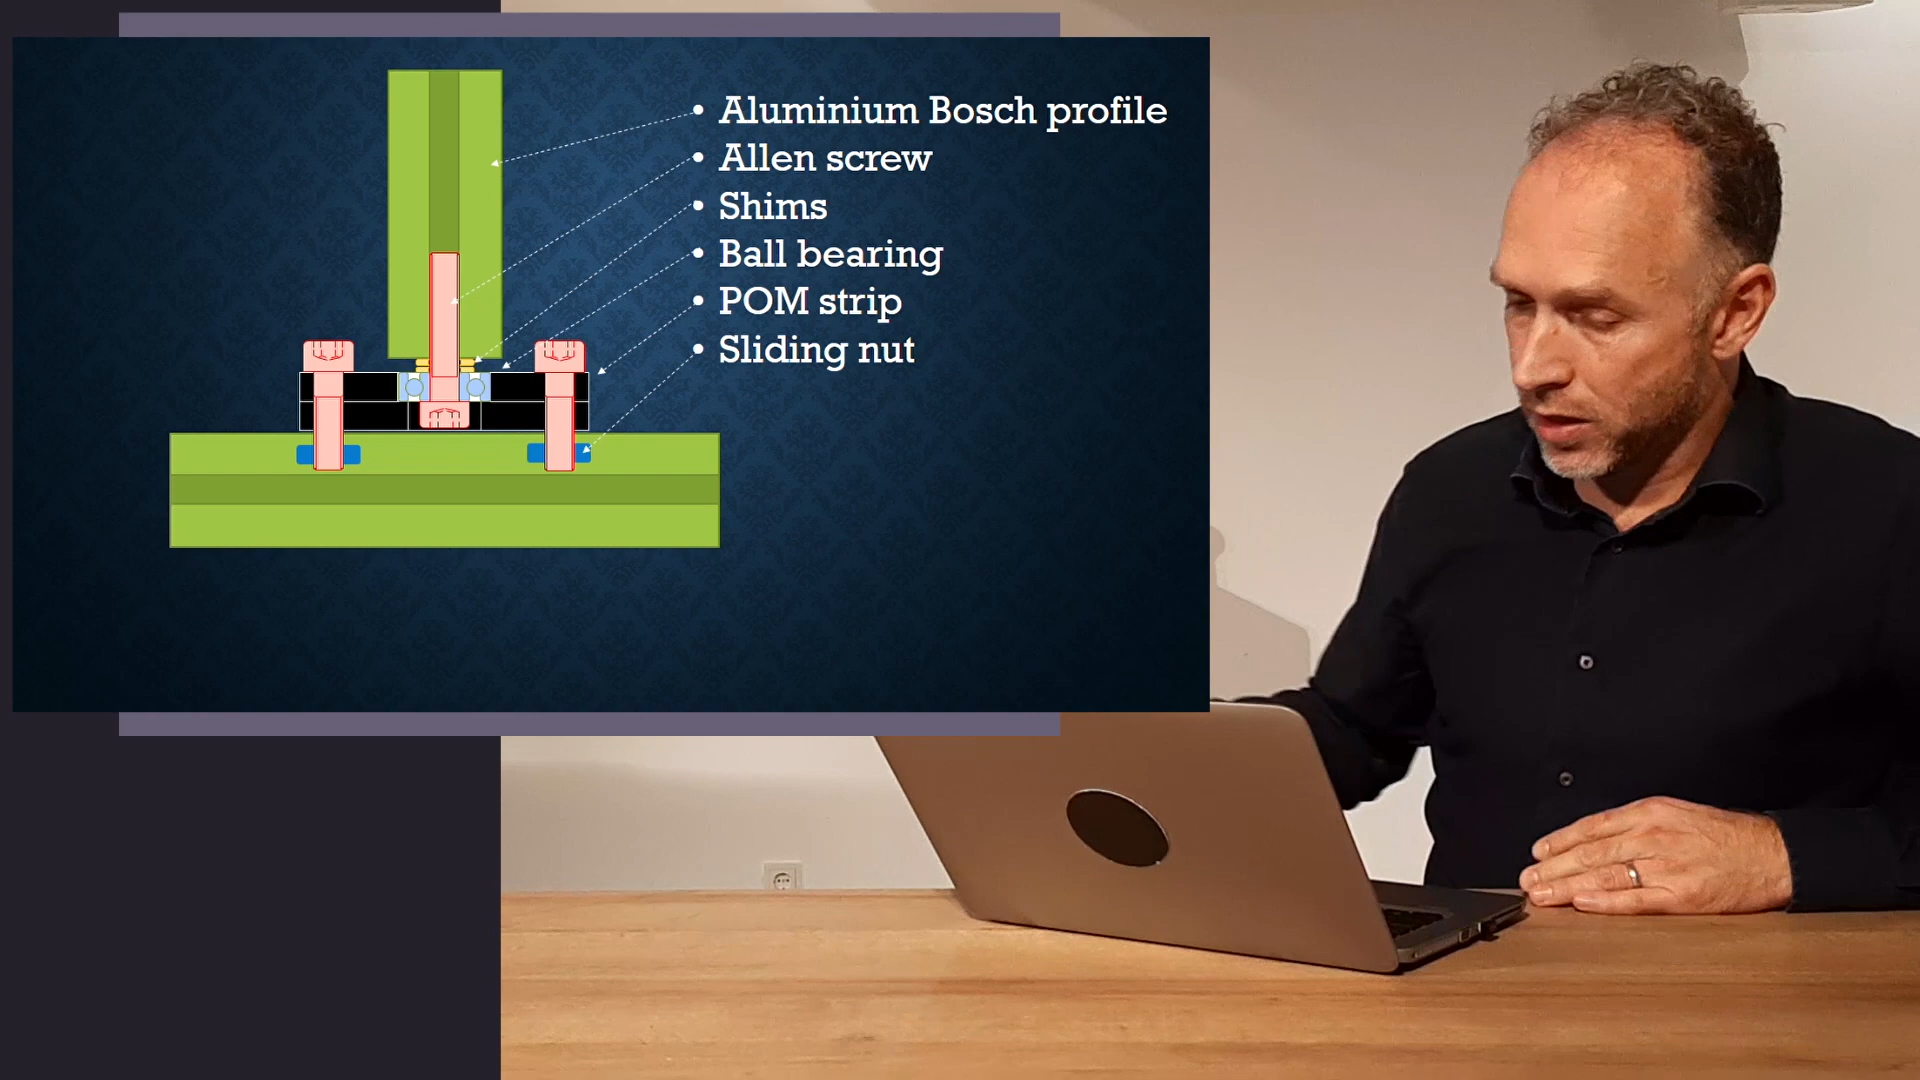 • Aluminium Bosch profile
• Allen screw
• Shims
• Ball bearing
• POM strip
• Sliding nut